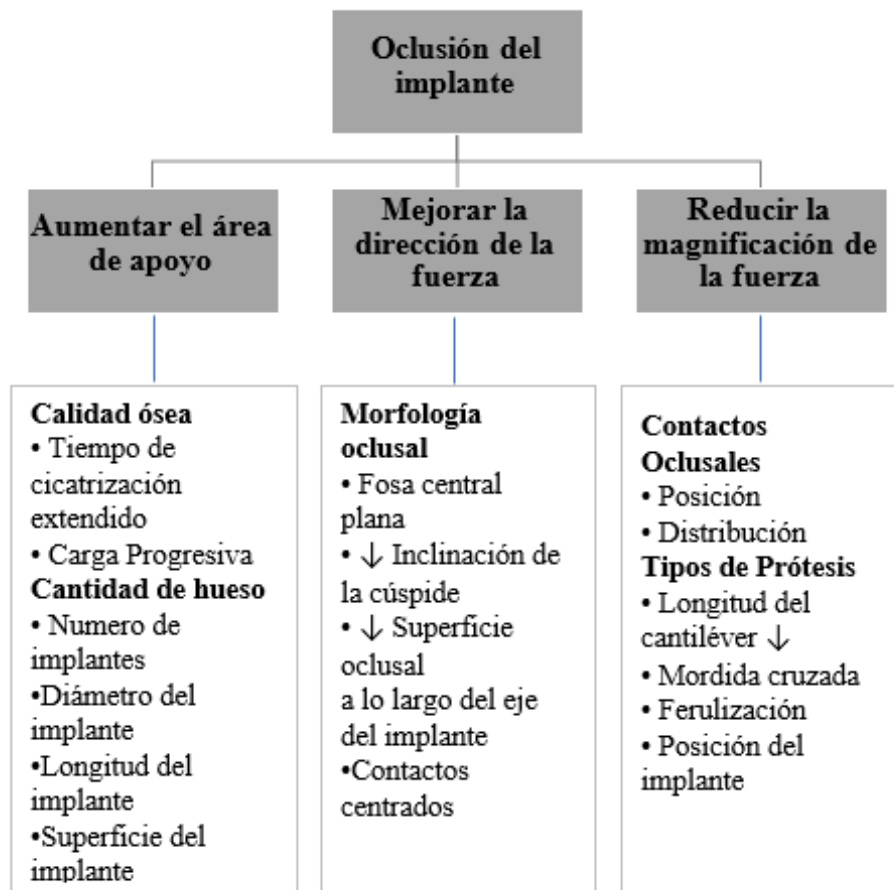 Oclusión del
implante
Aumentar el área
de apoyo
Mejorar la
dirección de la
fuerza
Reducir la
magnificación de
la fuerza
Calidad ósea
• Tiempo de
cicatrización
extendido
• Carga Progresiva
Cantidad de hueso
• Numero de
implantes
•Diámetro del
implante
•Longitud del
implante
•Superficie del
implante
Morfología
oclusal
• Fosa central
plana
• ↓ Inclinación de
la cúspide
• ↓ Superficie
oclusal
a lo largo del eje
del implante
•Contactos
centrados
Contactos
Oclusales
• Posición
• Distribución
Tipos de Prótesis
• Longitud del
cantiléver ↓
• Mordida cruzada
• Ferulización
• Posición del
implante